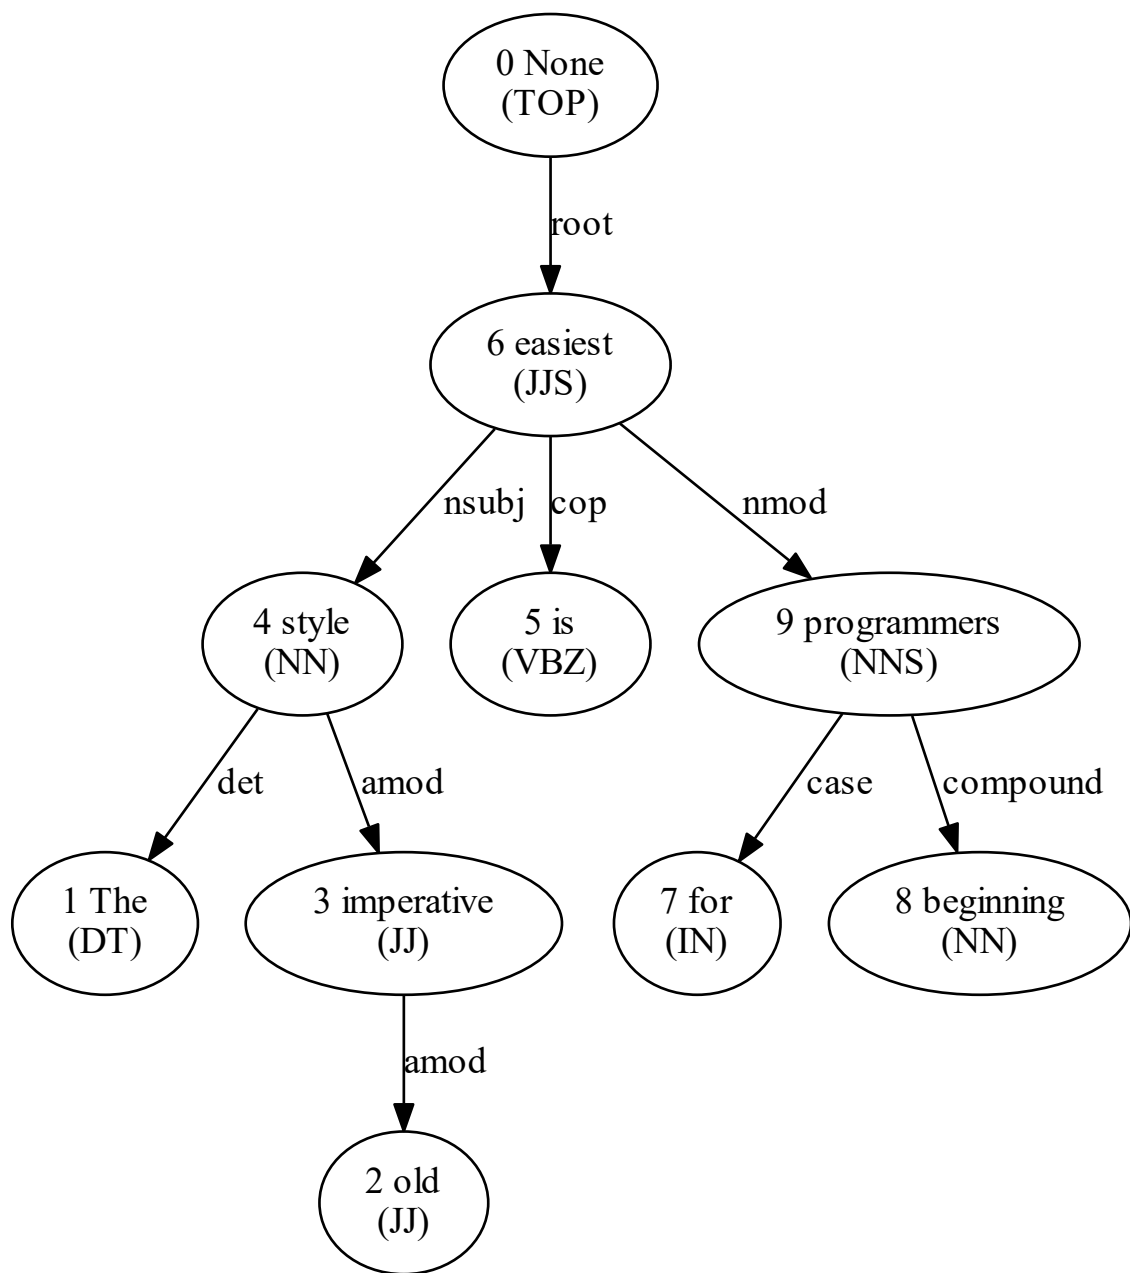 0 None
(TOP)
root
6 easiest
(JJS)
nsubj
cop
nmod
4 style
(NN)
5 is
(VBZ)
9 programmers
(NNS)
det
amod
case
compound
1 The
(DT)
3 imperative
(JJ)
7 for
(IN)
8 beginning
(NN)
amod
2 old
(JJ)